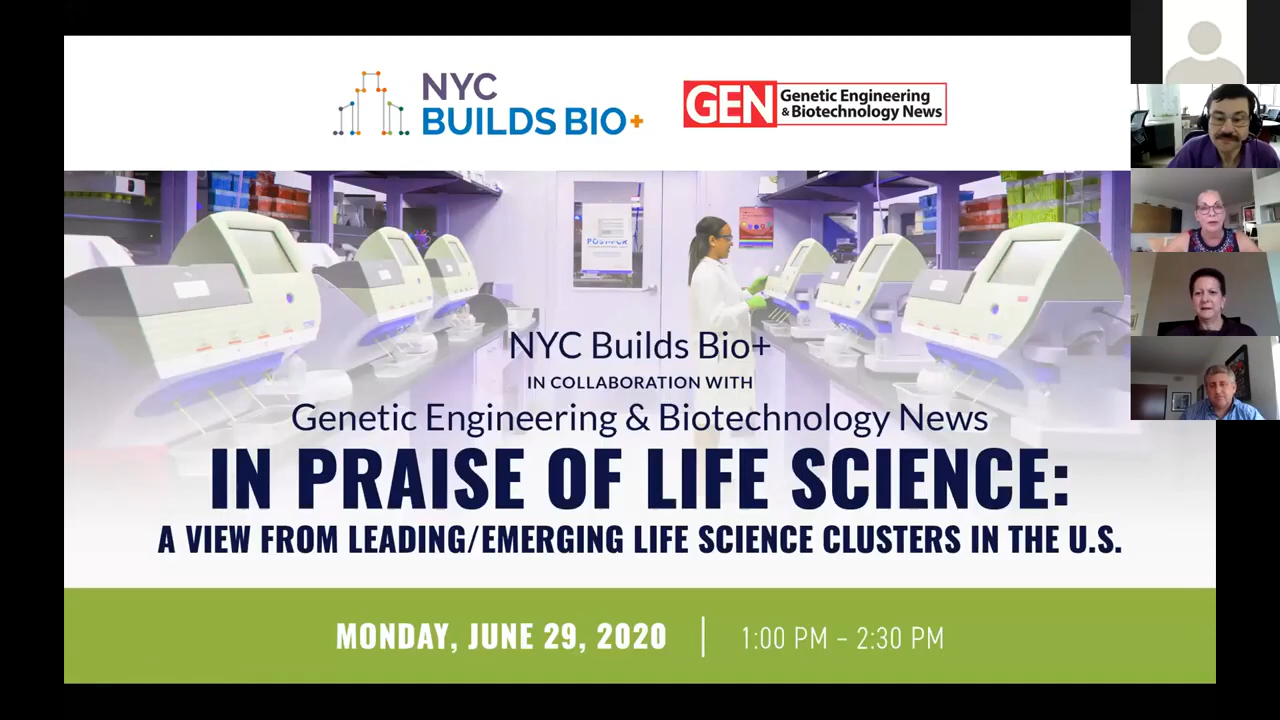 NYC
BUILDS BIO+
GEN Genetic Engineering
& Biotechnology News
NYC Builds Bio+
IN COLLABORATION WITH
Genetic Engineering & Biotechnology News
IN PRAISE OF LIFE SCIENCE:
A VIEW FROM LEADING/EMERGING LIFE SCIENCE CLUSTERS IN THE U.S.
MONDAY, JUNE 29, 2020 | 1:00 PM – 2:30 PM